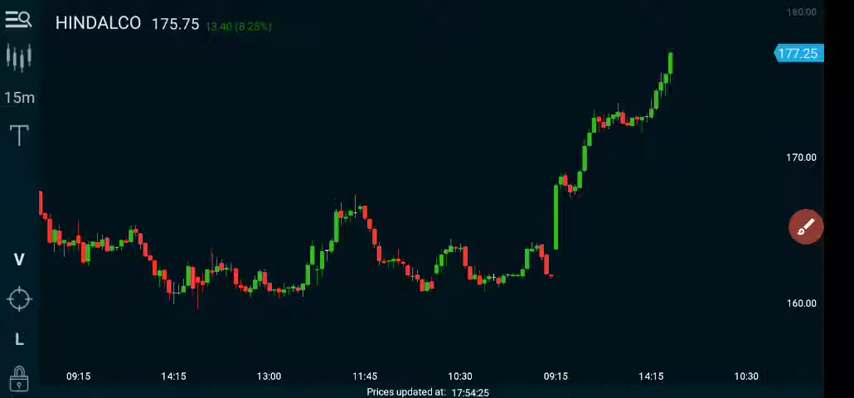 HINDALCO 175.75 13.40 (8.25%)
180.00
177.25
15m
T
170.00
V
160.00
L
09:15 14:15 13:00 11:45 10:30 09:15 14:15 10:30
Prices updated at: 17:54:25